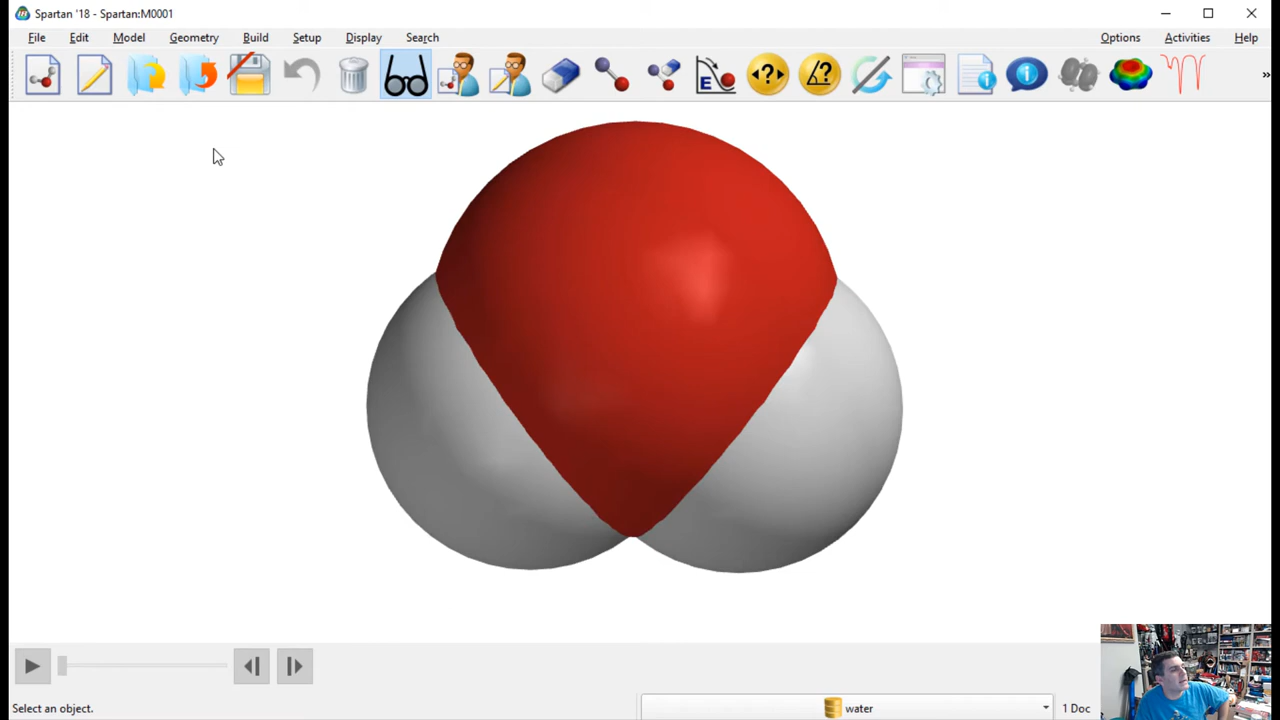 Spartan '18 - Spartan:M0001
File Edit Model Geometry Build Setup Display Search Options Activities Help
E ? ? i i »
Select an object. water 1 Doc